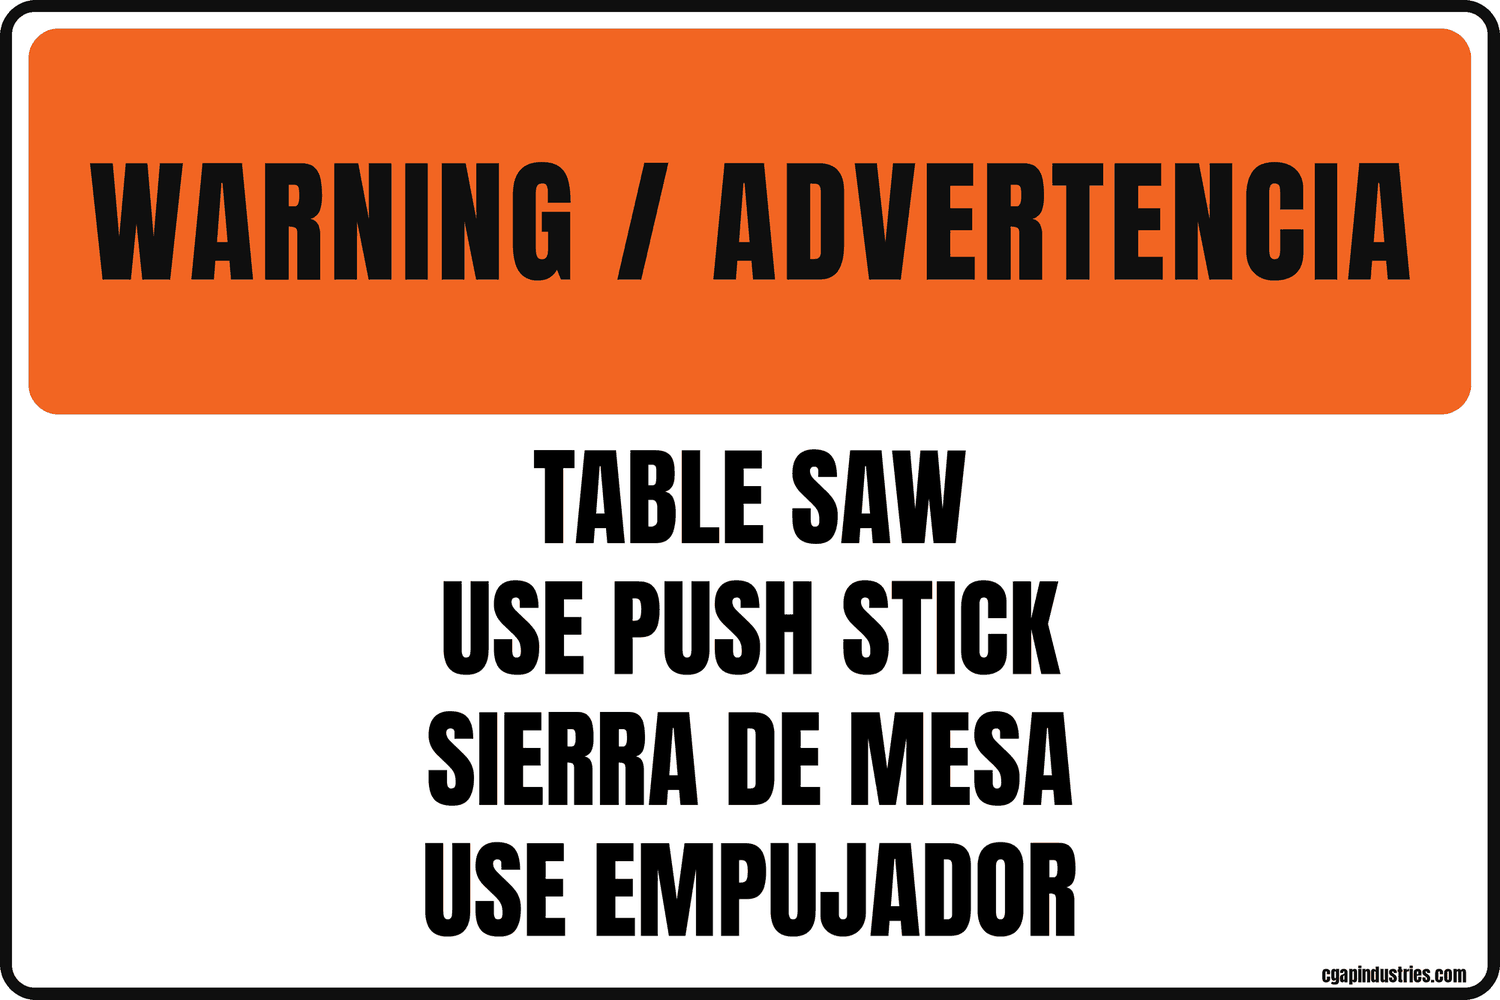 WARNING / ADVERTENCIA
TABLE SAW
USE PUSH STICK
SIERRA DE MESA
USE EMPUJADOR
cgapindustries.com